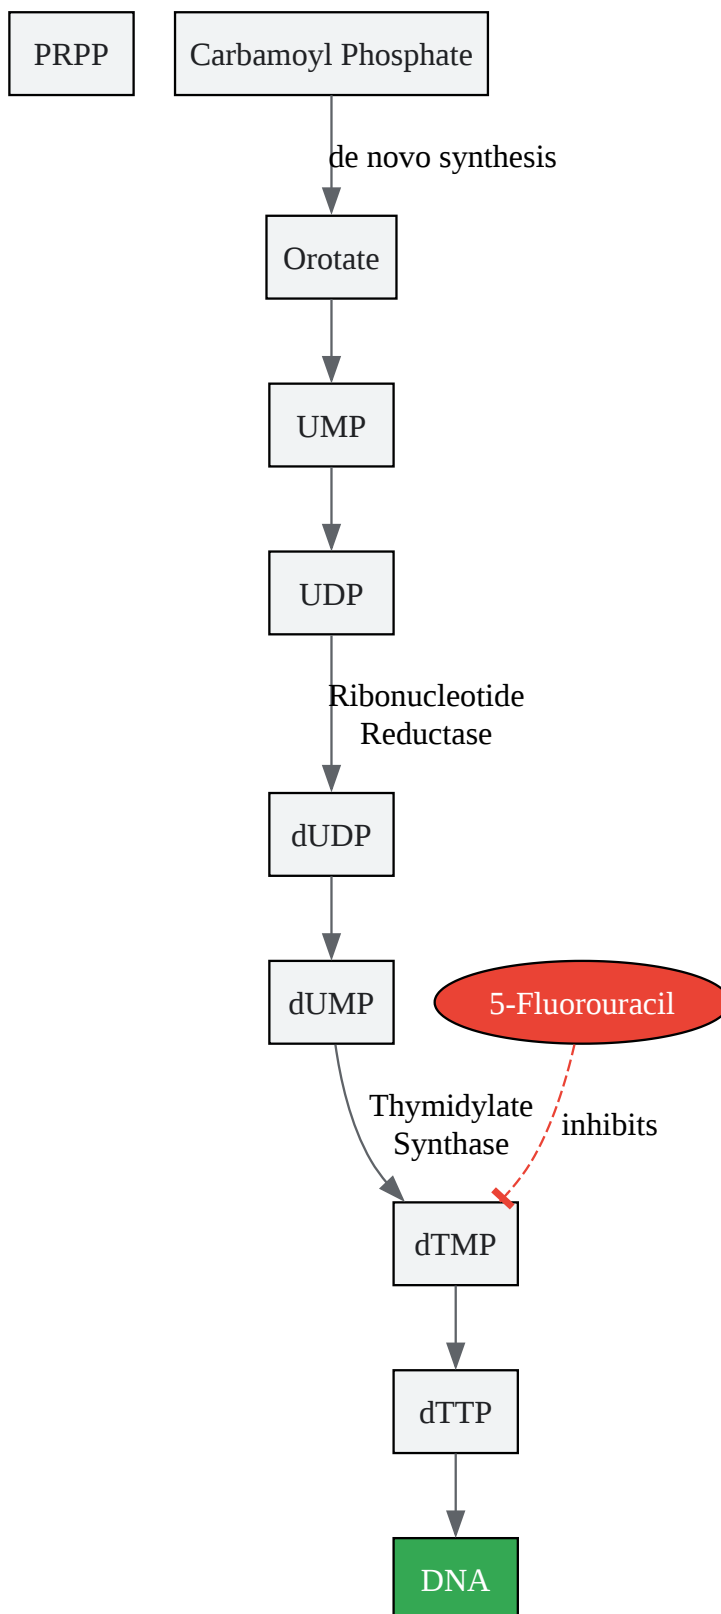 PRPP
Carbamoyl Phosphate
de novo synthesis
Orotate
UMP
UDP
Ribonucleotide
Reductase
dUDP
dUMP
5-Fluorouracil
Thymidylate
Synthase
inhibits
dTMP
dTTP
DNA